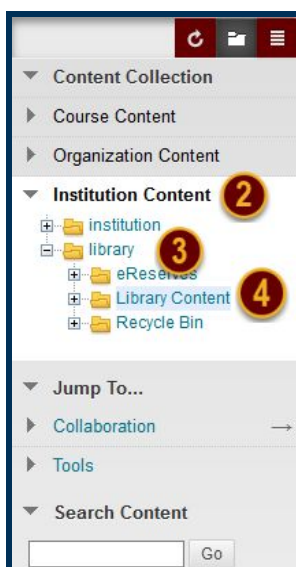 Content Collection
Course Content
Organization Content
Institution Content 2
institution
library 3
eReserves
Library Content 4
Recycle Bin
Jump To...
Collaboration →
Tools
Search Content
Go